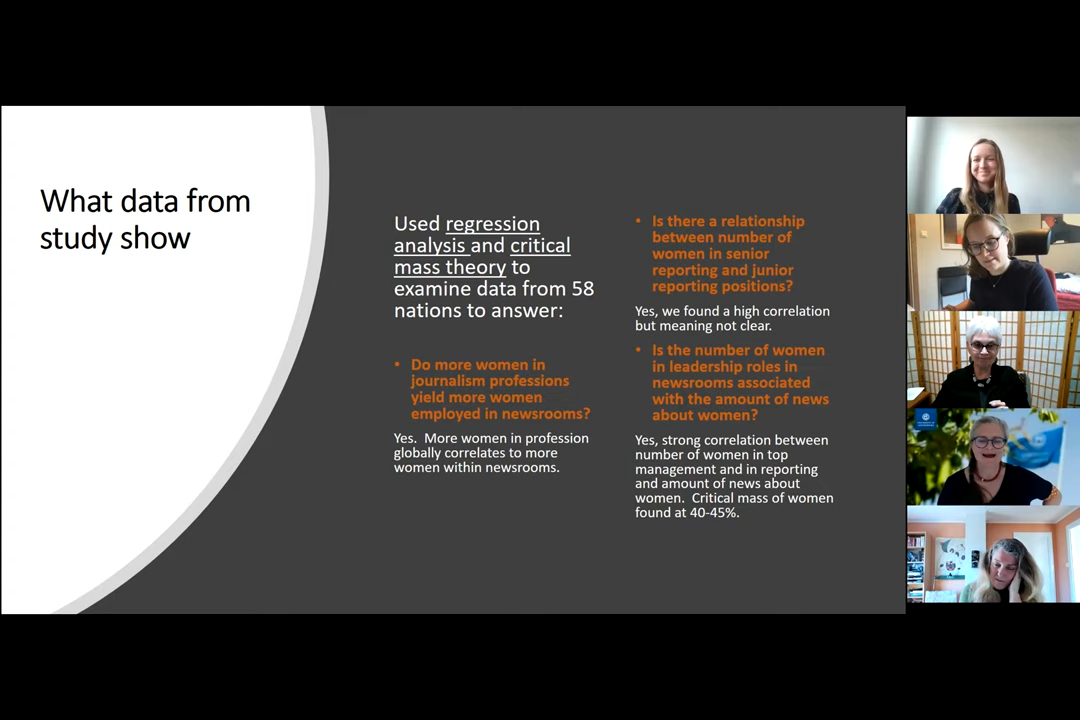 What data from
study show
Used regression
analysis and critical
mass theory to
examine data from 58
nations to answer:
• Do more women in
journalism professions
yield more women
employed in newsrooms?
Yes.  More women in profession
globally correlates to more
women within newsrooms.
• Is there a relationship
between number of
women in senior
reporting and junior
reporting positions?
Yes, we found a high correlation
but meaning not clear.
• Is the number of women
in leadership roles in
newsrooms associated
with the amount of news
about women?
Yes, strong correlation between
number of women in top
management and in reporting
and amount of news about
women.  Critical mass of women
found at 40-45%.